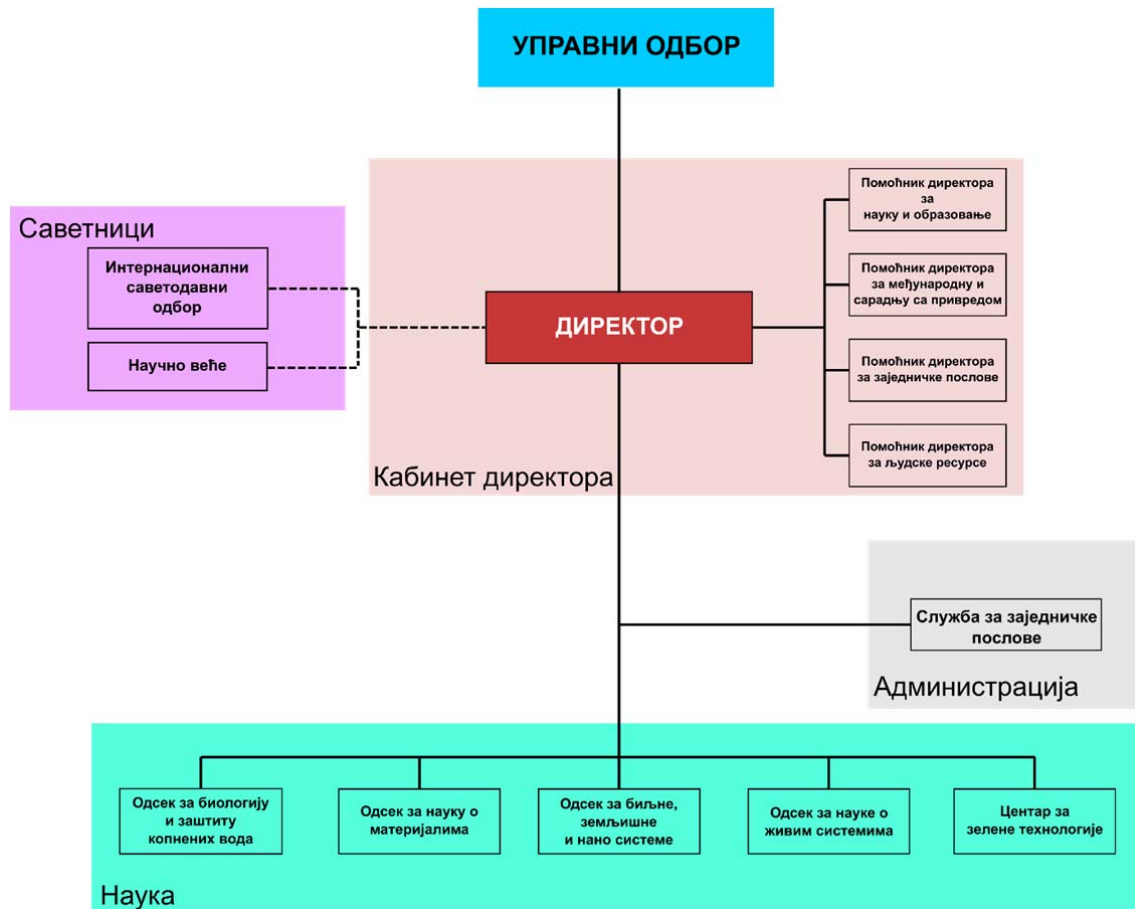 УПРАВНИ ОДБОР
Саветници
Интернационални
саветодавни
одбор
Научно веће
ДИРЕКТОР
Помоћник директора
за
науку и образовање
Помоћник директора
за међународну и
сарадњу са привредом
Помоћник директора
за заједничке послове
Помоћник директора
за људске ресурсе
Кабинет директора
Служба за заједничке
послове
Администрација
Одсек за биологију
и заштиту
копнених вода
Одсек за науку о
материјалима
Одсек за биљне,
земљишне
и нано системе
Одсек за науке о
живим системима
Центар за
зелене технологије
Наука